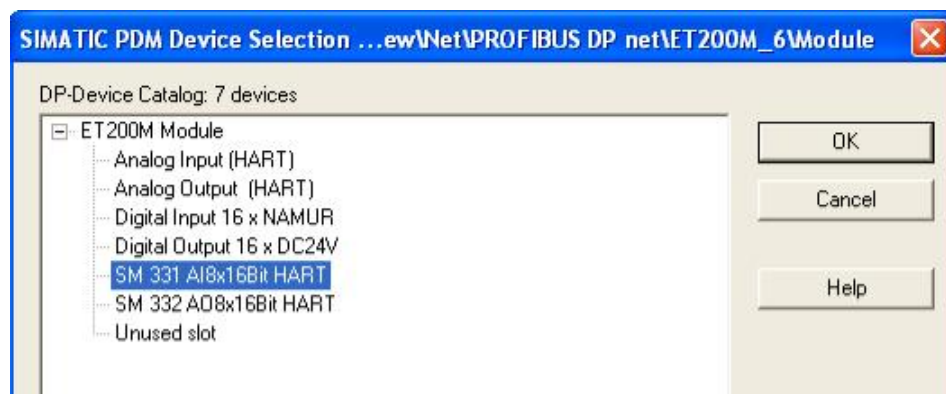 SIMATIC PDM Device Selection ...ew\Net\PROFIBUS DP net\ET200M_6\Module
DP-Device Catalog: 7 devices
ET200M Module
Analog Input (HART)
Analog Output (HART)
Digital Input 16 x NAMUR
Digital Output 16 x DC24V
SM 331 AI8x16Bit HART
SM 332 AO8x16Bit HART
Unused slot
OK
Cancel
Help